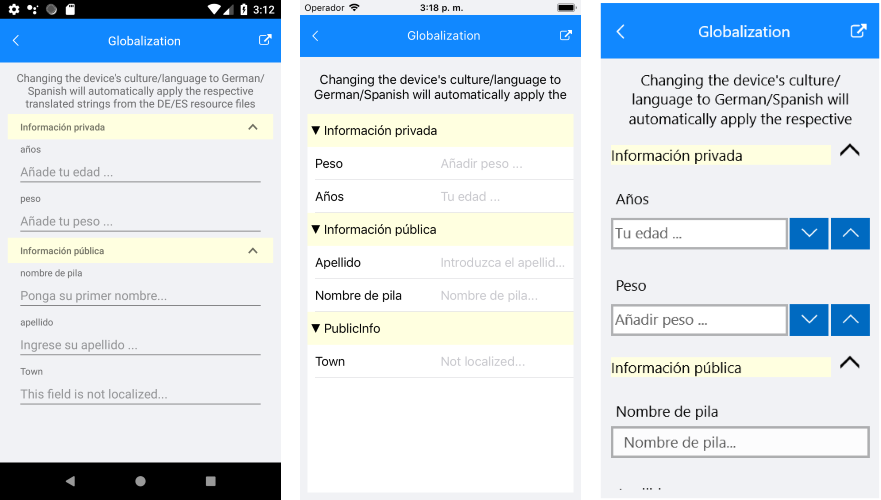 3:12
Globalization
Changing the device's culture/language to German/
Spanish will automatically apply the respective
translated strings from the DE/ES resource files
Información privada
años
Añade tu edad ...
peso
Añade tu peso ...
Información pública
nombre de pila
Ponga su primer nombre...
apellido
Ingrese su apellido ...
Town
This field is not localized...
Operador 3:18 p. m.
Globalization
Changing the device's culture/language to
German/Spanish will automatically apply the
Información privada
Peso Añadir peso ...
Años Tu edad ...
Información pública
Apellido Introduzca el apellid...
Nombre de pila Nombre de pila...
PublicInfo
Town Not localized...
Globalization
Changing the device's culture/
language to German/Spanish will
automatically apply the respective
Información privada
Años
Tu edad ...
Peso
Añadir peso ...
Información pública
Nombre de pila
Nombre de pila...